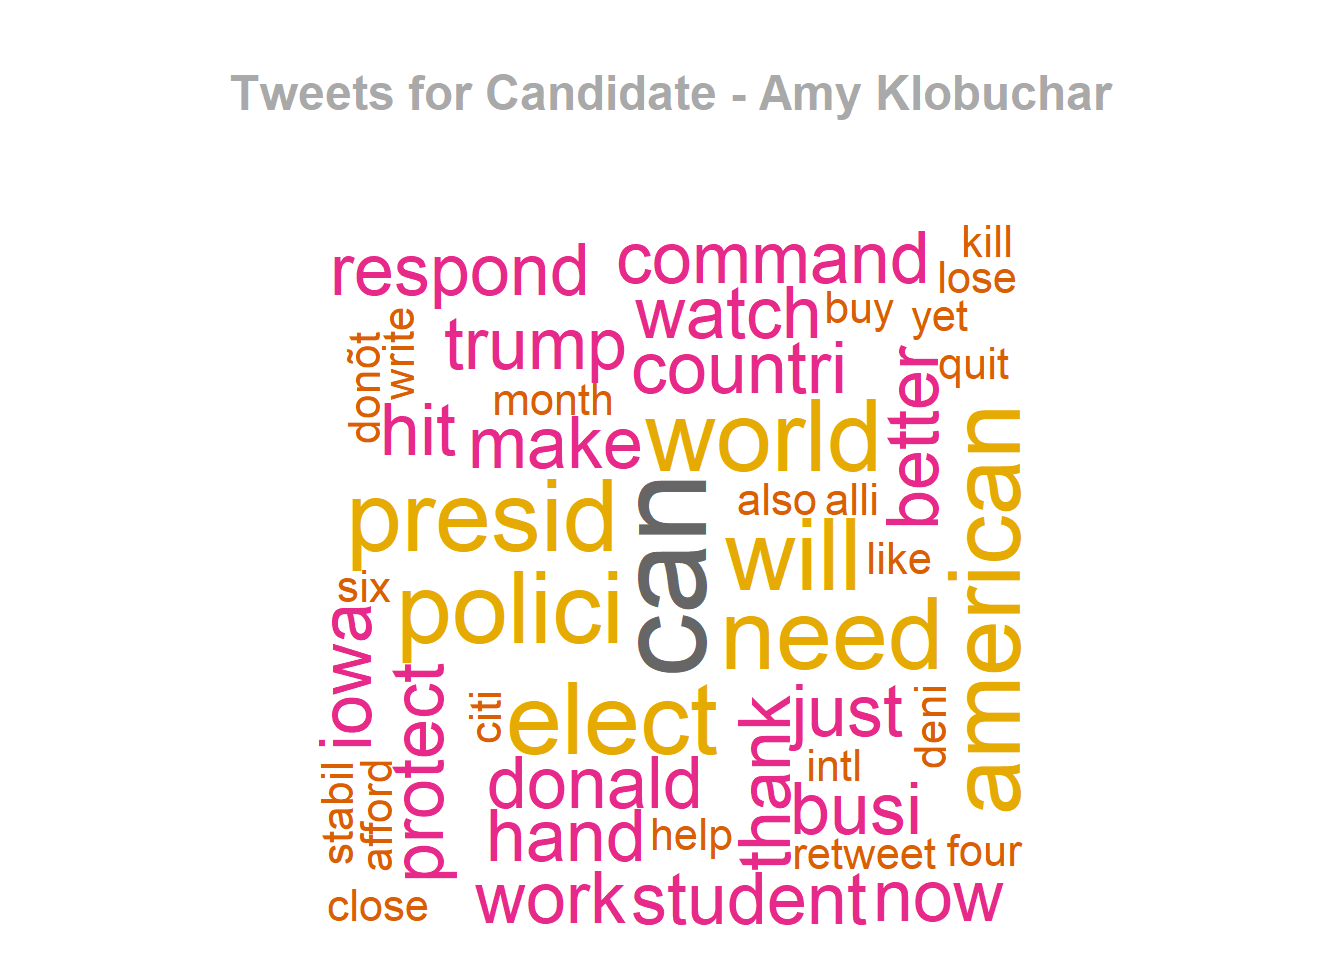 Tweets for Candidate - Amy Klobuchar
kill
respond
command
lose
watch
buy
yet
write
donõt
trump
countri
better
quit
month
hit
make
world
american
presid
can
also
alli
will
like
six
polici
need
iowa
protect
citi
elect
thank
just
deni
intl
stabil
afford
donald
busi
hand
help
retweet
four
close
work
student
now